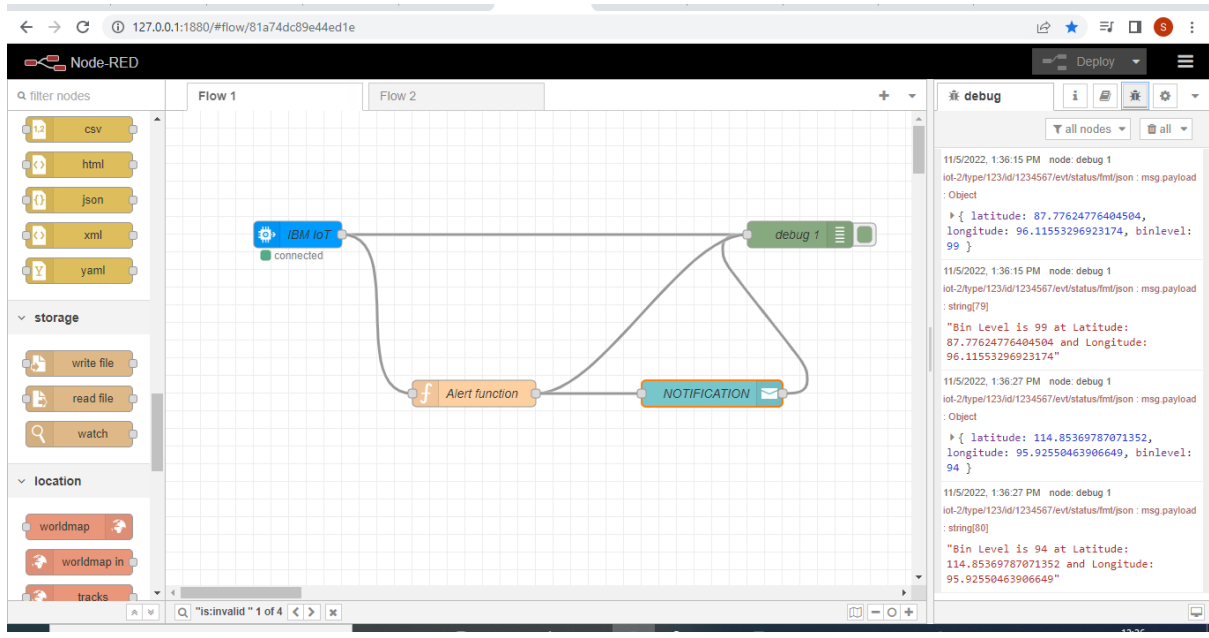 127.0.0.1:1880/#flow/81a74dc89e44ed1e
S
Node-RED
Deploy
filter nodes
Flow 1
Flow 2
debug
i
all nodes
all
1,2
csv
html
json
xml
Y
yaml
storage
write file
read file
watch
location
worldmap
worldmap in
tracks
IBM IoT
connected
debug 1
f
Alert function
NOTIFICATION
11/5/2022, 1:36:15 PM node: debug 1
iot-2/type/123/id/1234567/evt/status/fmt/json : msg.payload
: Object
{ latitude: 87.77624776404504,
longitude: 96.11553296923174, binlevel:
99 }
11/5/2022, 1:36:15 PM node: debug 1
iot-2/type/123/id/1234567/evt/status/fmt/json : msg.payload
: string[79]
"Bin Level is 99 at Latitude:
87.77624776404504 and Longitude:
96.11553296923174"
11/5/2022, 1:36:27 PM node: debug 1
iot-2/type/123/id/1234567/evt/status/fmt/json : msg.payload
: Object
{ latitude: 114.85369787071352,
longitude: 95.92550463906649, binlevel:
94 }
11/5/2022, 1:36:27 PM node: debug 1
iot-2/type/123/id/1234567/evt/status/fmt/json : msg.payload
: string[80]
"Bin Level is 94 at Latitude:
114.85369787071352 and Longitude:
95.92550463906649"
"is:invalid " 1 of 4